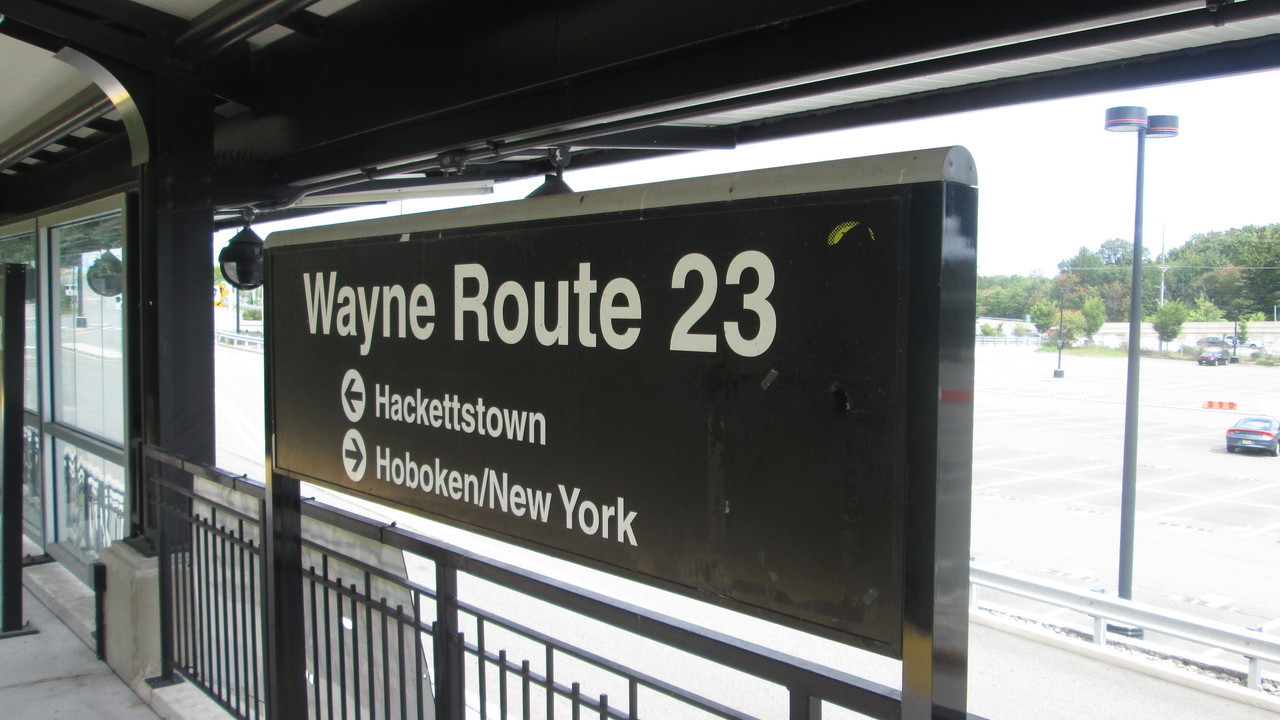 Wayne Route 23
← Hackettstown
→ Hoboken/New York